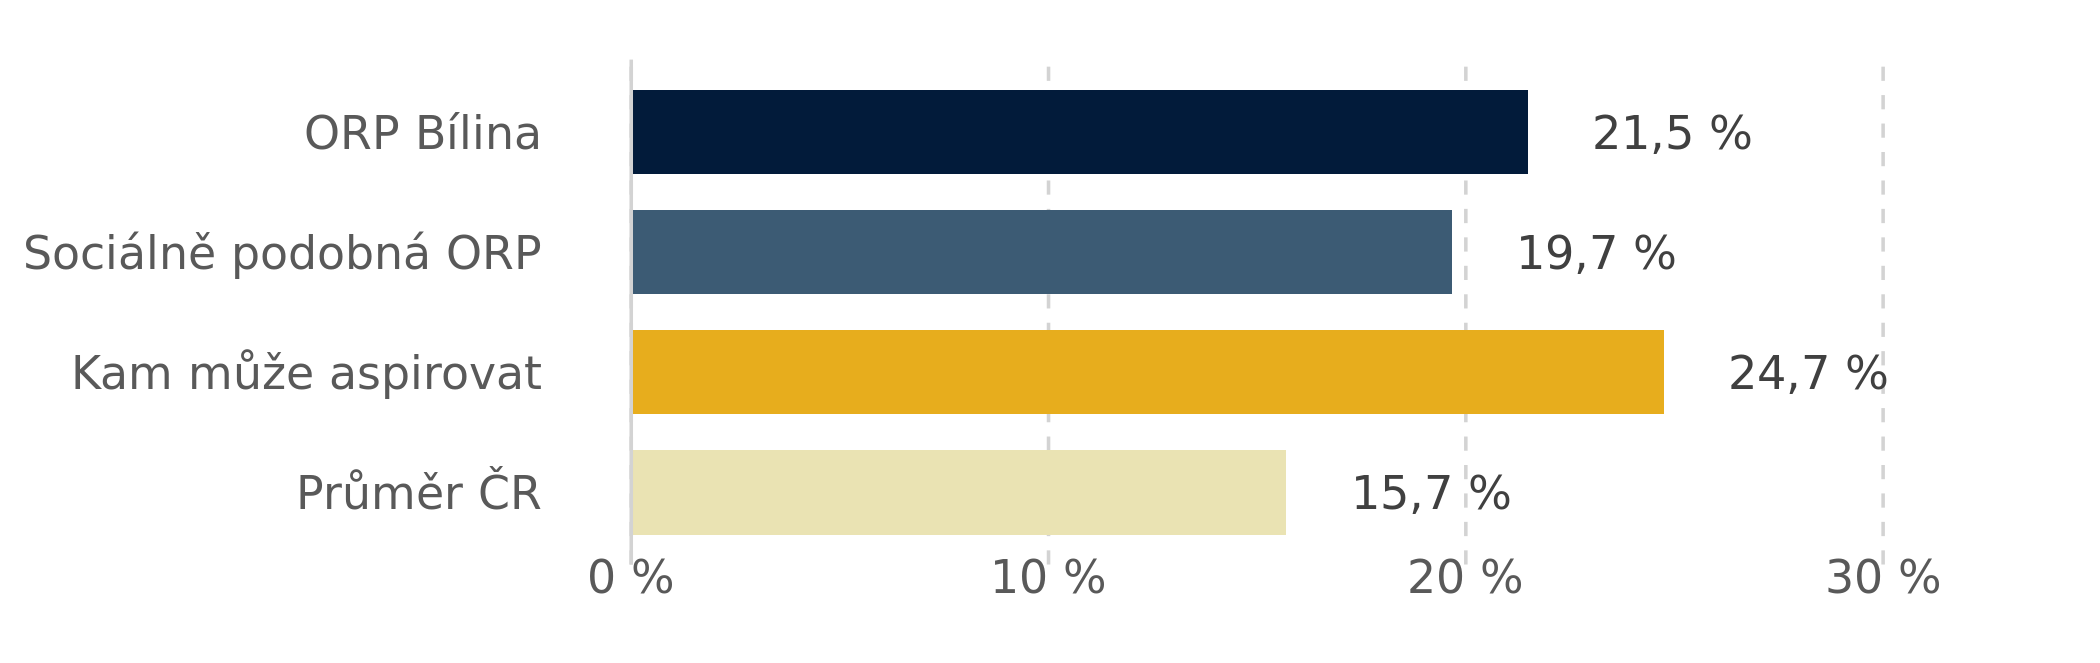 ORP Bílina 21,5 %
Sociálně podobná ORP 19,7 %
Kam může aspirovat 24,7 %
Průměr ČR 15,7 %
0 % 10 % 20 % 30 %